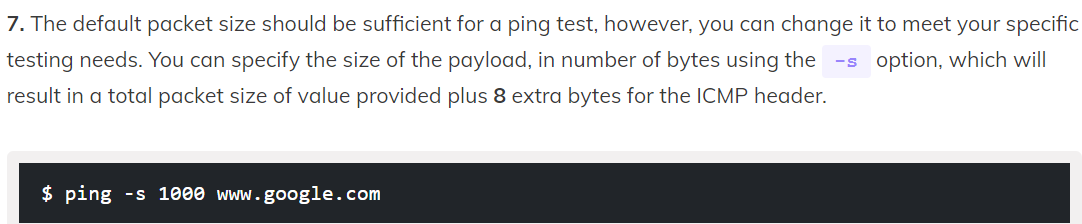 7. The default packet size should be sufficient for a ping test, however, you can change it to meet your specific
testing needs. You can specify the size of the payload, in number of bytes using the -s option, which will
result in a total packet size of value provided plus 8 extra bytes for the ICMP header.
$ ping -s 1000 www.google.com